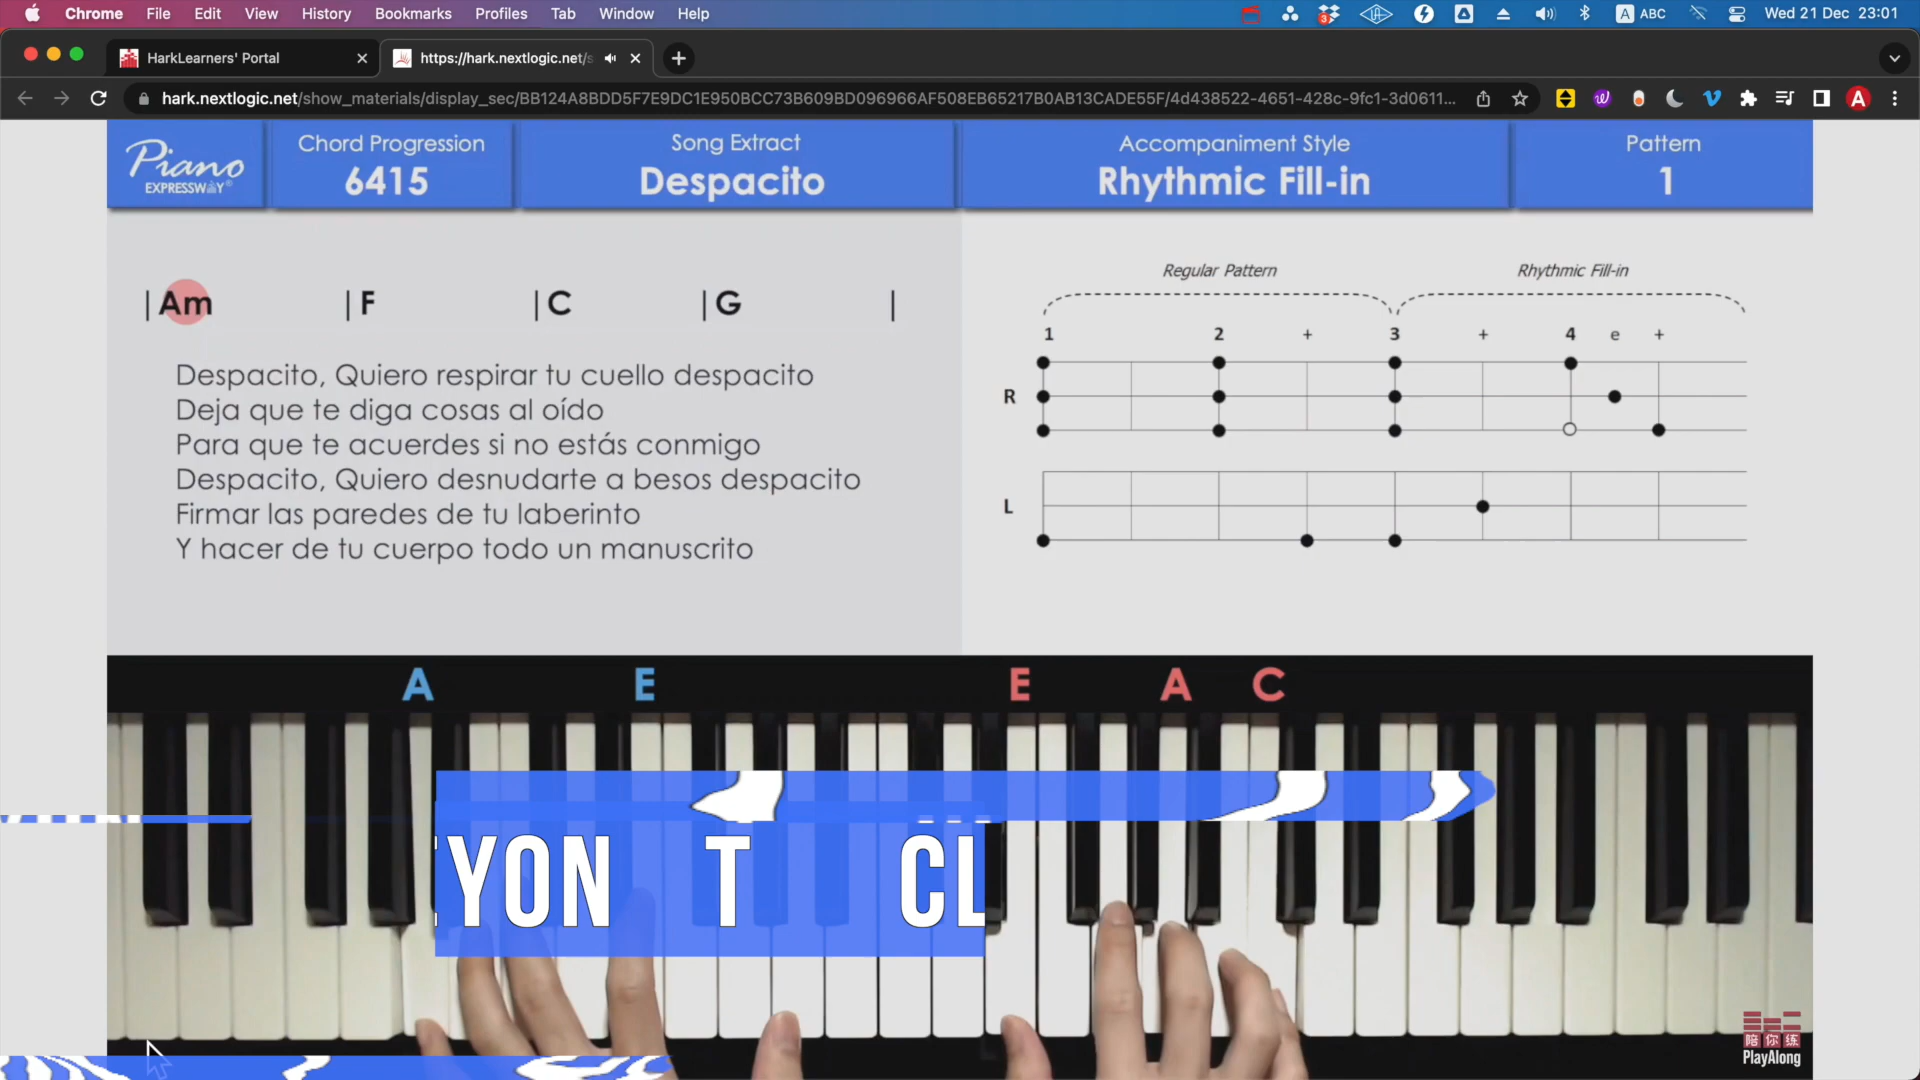 Chrome File Edit View History Bookmarks Profiles Tab Window Help
3 A ABC Wed 21 Dec 23:01
HarkLearners' Portal
https://hark.nextlogic.net/s
hark.nextlogic.net/show_materials/display_sec/BB124A8BDD5F7E9DC1E950BCC73B609BD096966AF508EB65217B0AB13CADE55F/4d438522-4651-428c-9fc1-3d0611...
A
Piano
EXPRESSWAY®
Chord Progression
6415
Song Extract
Despacito
Accompaniment Style
Rhythmic Fill-in
Pattern
1
| Am | F | C | G |
Despacito, Quiero respirar tu cuello despacito
Deja que te diga cosas al oído
Para que te acuerdes si no estás conmigo
Despacito, Quiero desnudarte a besos despacito
Firmar las paredes de tu laberinto
Y hacer de tu cuerpo todo un manuscrito
Regular Pattern
Rhythmic Fill-in
1 2 + 3 + 4 e +
R
L
A E E A C
YON T CL
陪你练
PlayAlong